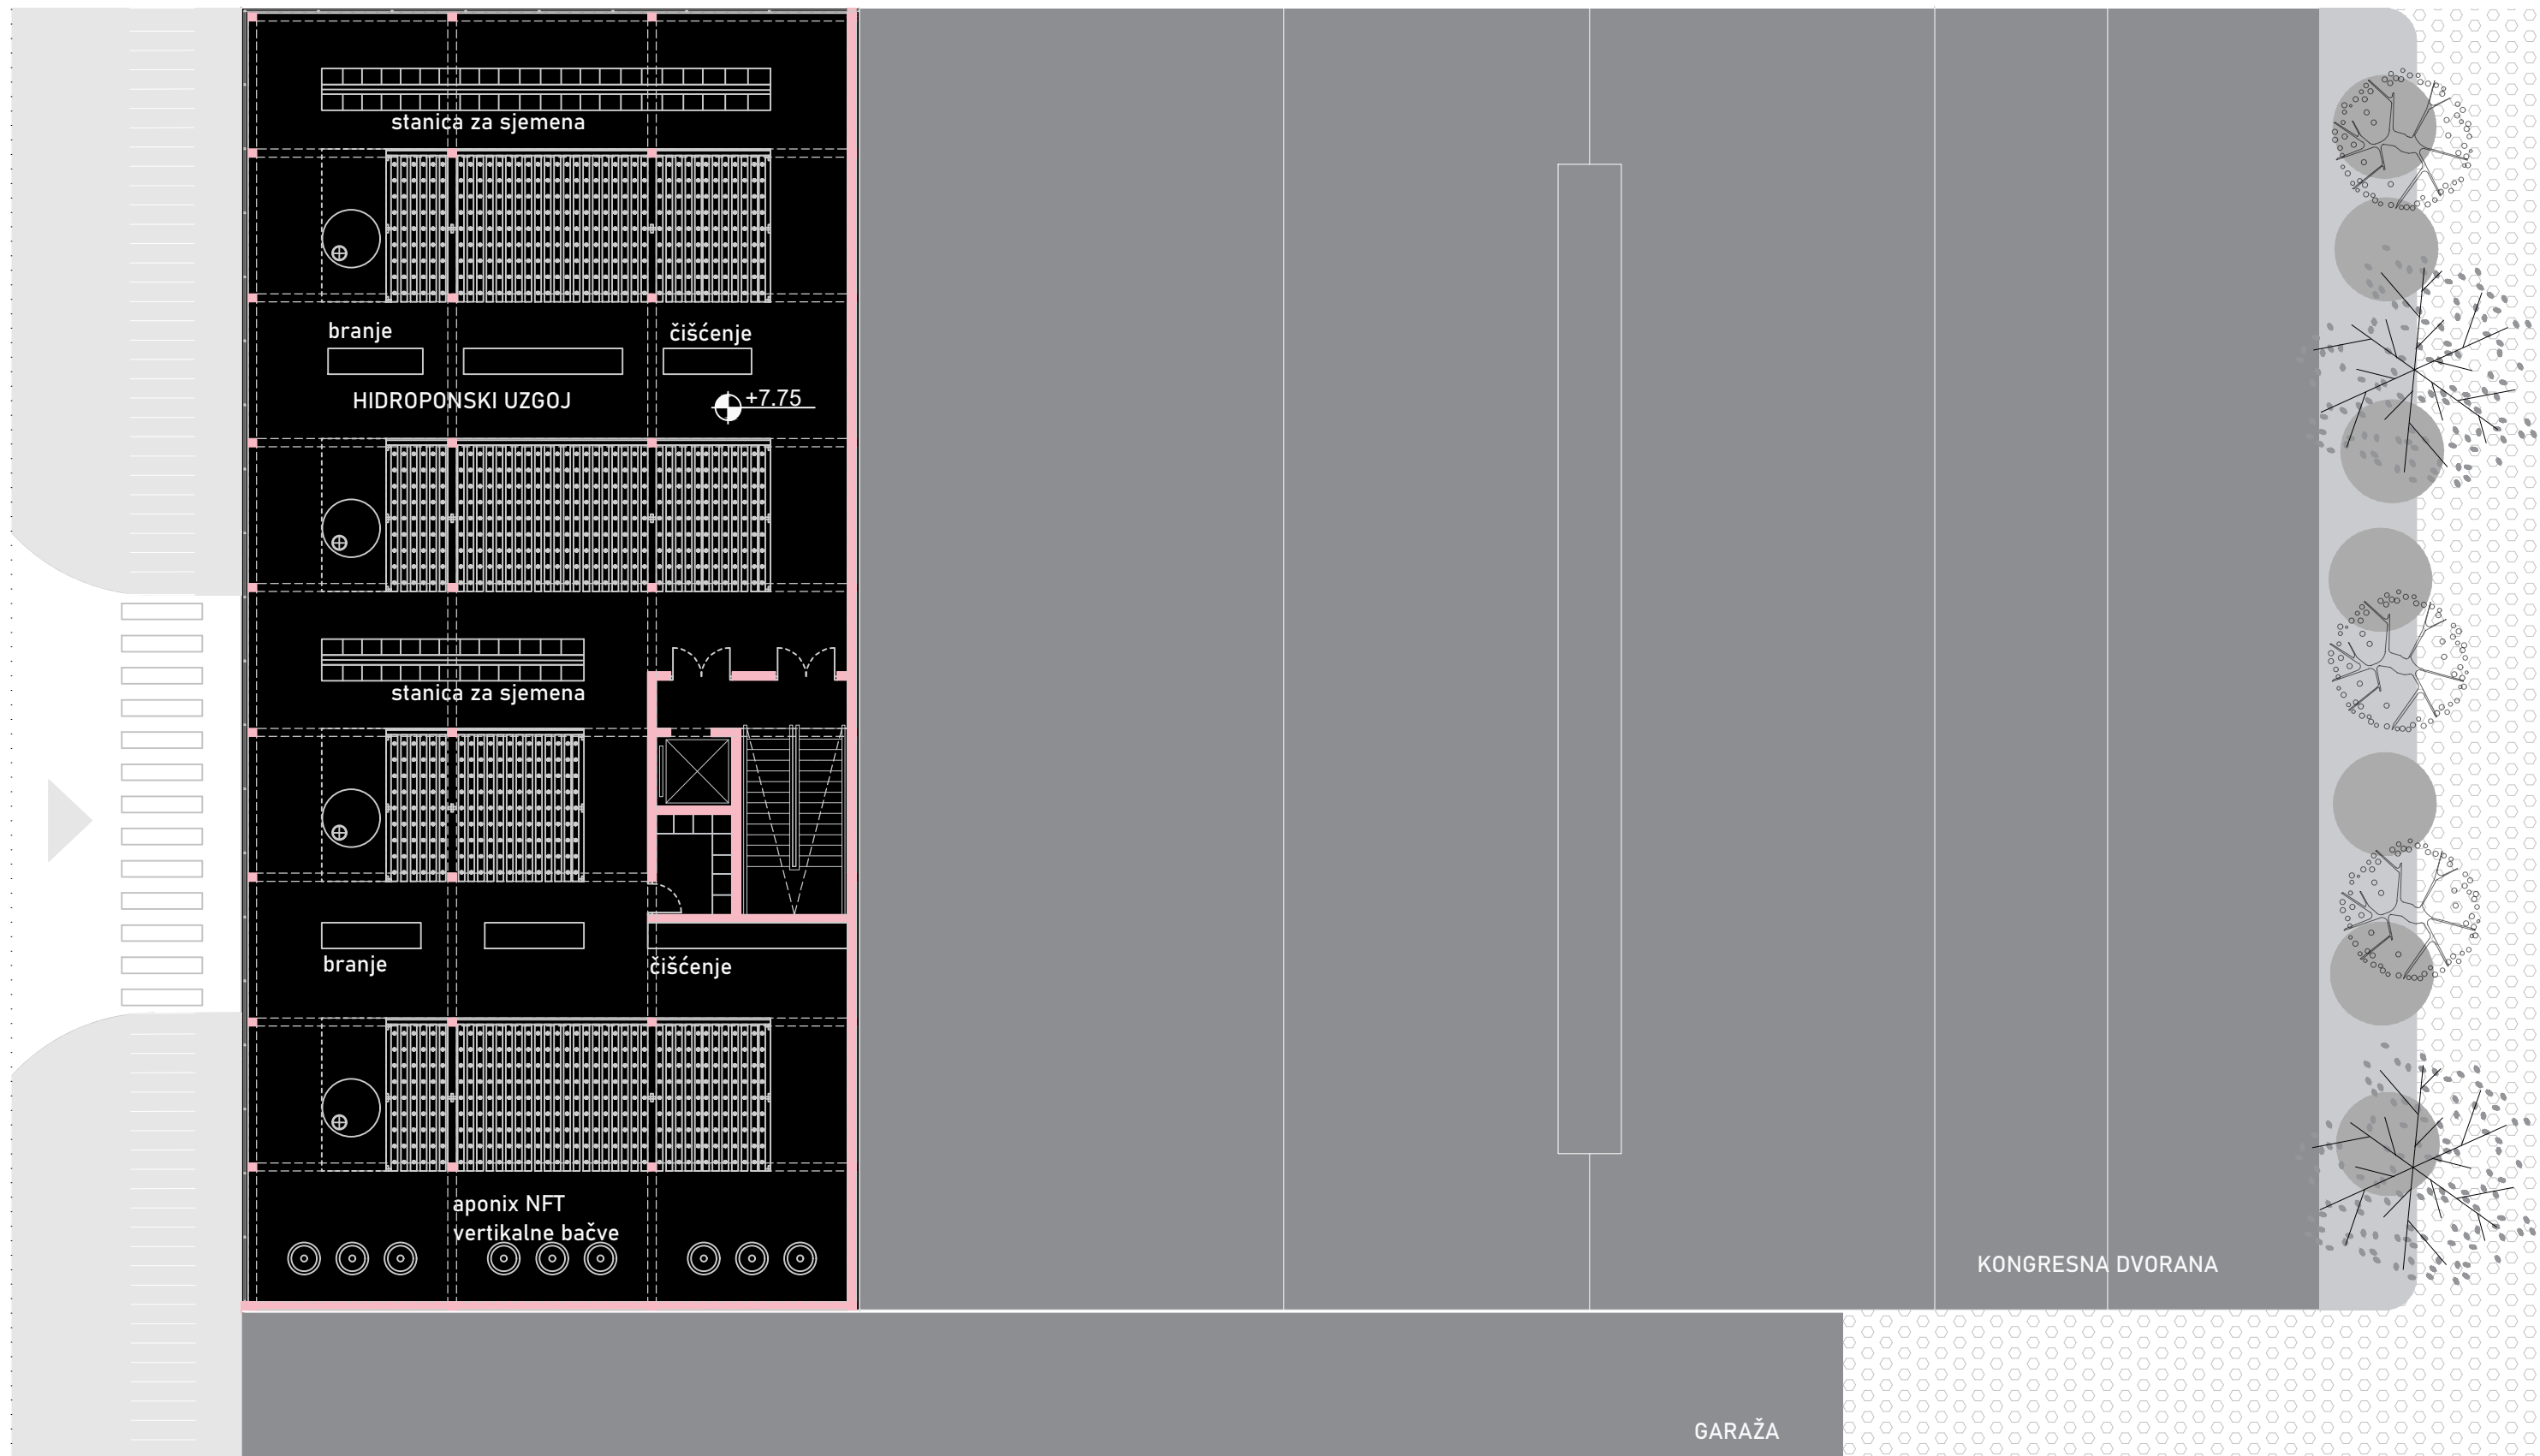 stanica za sjemena
branje
čišćenje
HIDROPONSKI UZGOJ
+7.75
stanica za sjemena
branje
čišćenje
aponix NFT
vertikalne bačve
KONGRESNA DVORANA
GARAŽA